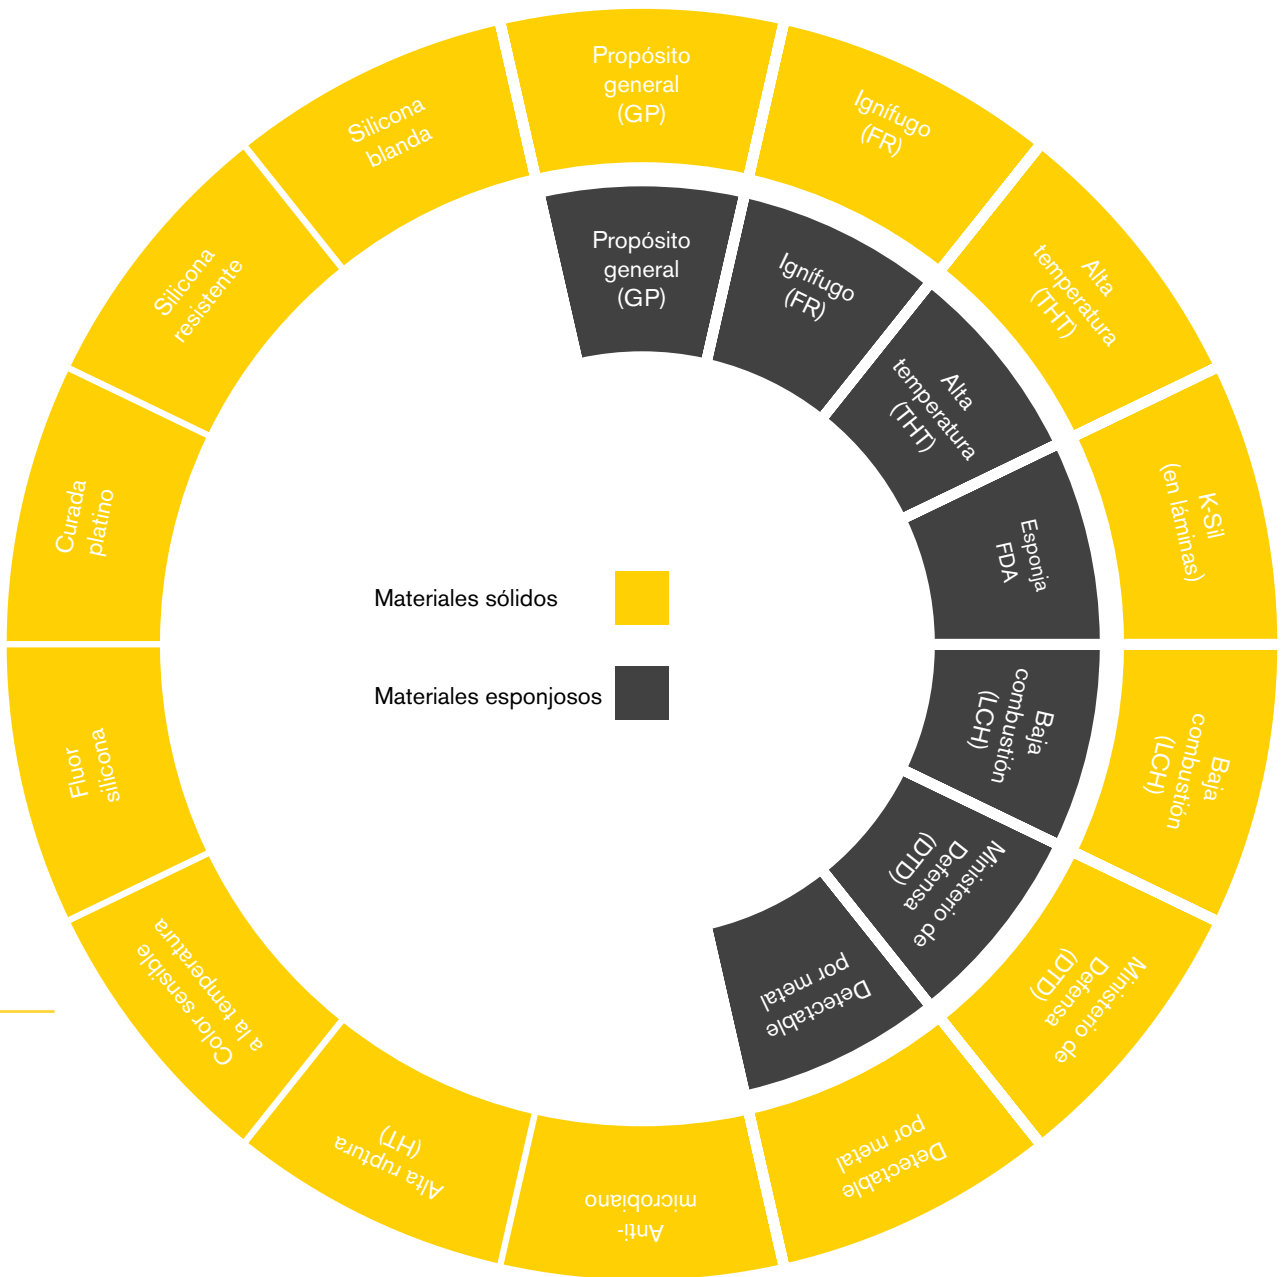 Propósito
general
(GP)
Ignífugo
(FR)
Alta
temperatura
(THT)
K-Sil
(en láminas)
Baja
combustión
(LCH)
Ministerio de
Defensa
(DTD)
Detectable
por metal
Anti-
microbiano
Alta ruptura
(HT)
Color sensible
a la temperatura
Fluor
silicona
Curada
platino
Silicona
resistente
Silicona
blanda
Propósito
general
(GP)
Ignífugo
(FR)
Alta
temperatura
(THT)
Esponja
FDA
Baja
combustión
(LCH)
Ministerio de
Defensa
(DTD)
Detectable
por metal
Materiales sólidos
Materiales esponjosos